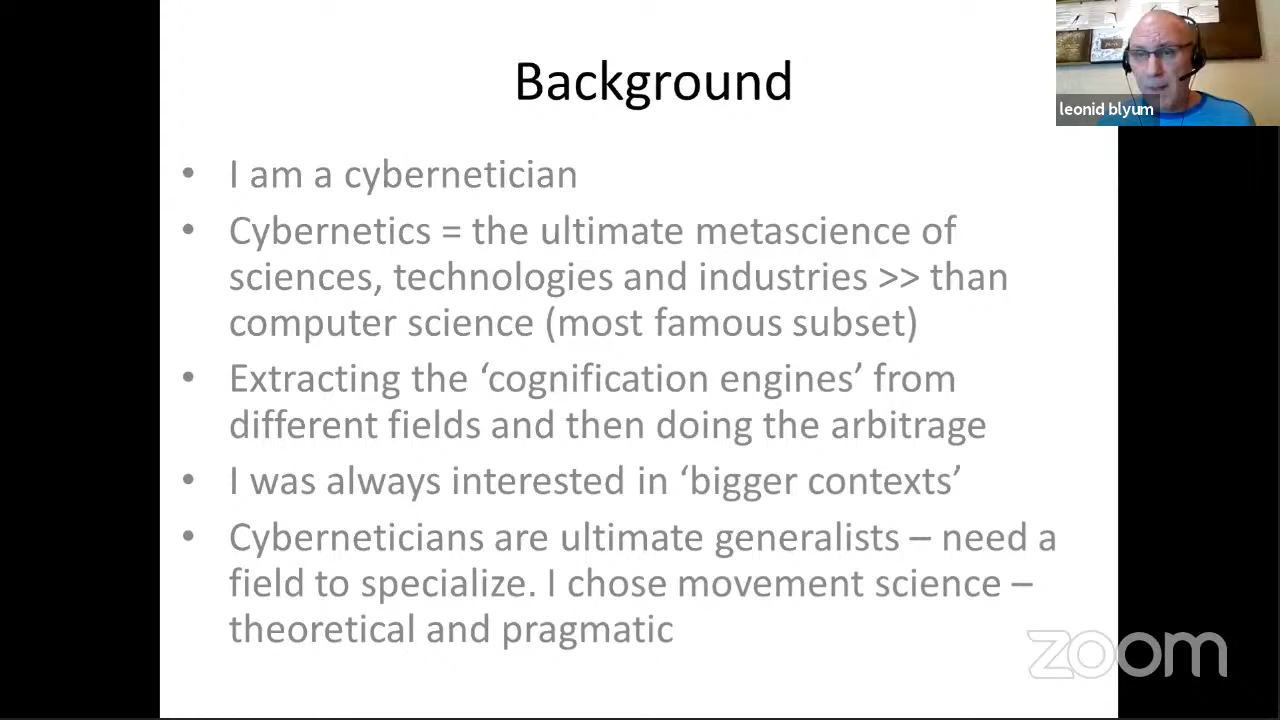 Background
leonid blyum
• I am a cybernetician
• Cybernetics = the ultimate metascience of
sciences, technologies and industries >> than
computer science (most famous subset)
• Extracting the ‘cognification engines’ from
different fields and then doing the arbitrage
• I was always interested in ‘bigger contexts’
• Cyberneticians are ultimate generalists – need a
field to specialize. I chose movement science –
theoretical and pragmatic
zoom